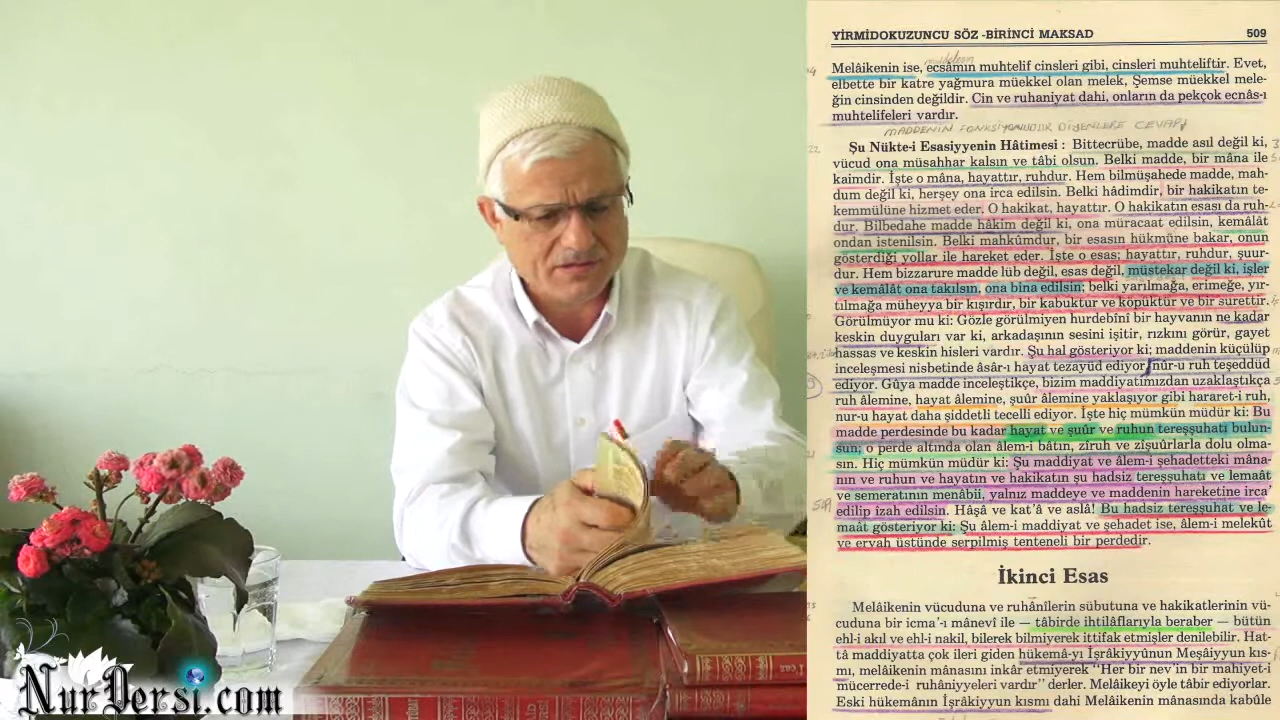 YİRMİDOKUZUNCU SÖZ -BİRİNCİ MAKSAD 509
Melâikenin ise, ecsâmın muhtelif cinsleri gibi, cinsleri muhteliftir. Evet,
elbette bir katre yağmura müekkel olan melek, Şemse müekkel mele-
ğin cinsinden değildir. Cin ve ruhaniyat dahi, onların da pekçok ecnâs-ı
muhtelifeleri vardır.
MADDENİN FONKSİYONUDUR DİYENLERE CEVAP
Şu Nükte-i Esasiyyenin Hâtimesi : Bittecrübe, madde asıl değil ki,
vücud ona müsahhar kalsın ve tâbi olsun. Belki madde, bir mâna ile
kaimdir. İşte o mâna, hayattır, ruhdur. Hem bilmüşahede madde, mah-
dum değil ki, herşey ona irca edilsin. Belki hâdimdir, bir hakikatın te-
kemmülüne hizmet eder. O hakikat, hayattır. O hakikatın esası da ruh-
dur. Bilbedahe madde hâkim değil ki, ona müracaat edilsin, kemâlât
ondan istenilsin. Belki mahkûmdur, bir esasın hükmüne bakar, onun
gösterdiği yollar ile hareket eder. İşte o esas; hayattır, ruhdur, şuur-
dur. Hem bizzarure madde lüb değil, esas değil, müstekar değil ki, işler
ve kemâlât ona takılsın, ona bina edilsin; belki yarılmağa, erimeğe, yır-
tılmağa müheyya bir kışırdır, bir kabuktur ve köpüktür ve bir surettir.
Görülmüyor mu ki: Gözle görülmiyen hurdebînî bir hayvanın ne kadar
keskin duyguları var ki, arkadaşının sesini işitir, rızkını görür, gayet
hassas ve keskin hisleri vardır. Şu hal gösteriyor ki; maddenin küçülüp
inceleşmesi nisbetinde âsâr-ı hayat tezayüd ediyor, nûr-u ruh teşeddüd
ediyor. Gûya madde inceleştikçe, bizim maddiyatımızdan uzaklaştıkça
ruh âlemine, hayat âlemine, şuûr âlemine yaklaşıyor gibi hararet-i ruh,
nur-u hayat daha şiddetli tecelli ediyor. İşte hiç mümkün müdür ki: Bu
madde perdesinde bu kadar hayat ve şuûr ve ruhun tereşşuhatı bulun-
sun; o perde altında olan âlem-i bâtın, zîruh ve zîşuûrlarla dolu olma-
sın. Hiç mümkün müdür ki: Şu maddiyat ve âlem-i şehadetteki mâna-
nın ve ruhun ve hayatın ve hakikatın şu hadsiz tereşşuhatı ve lemaât
ve semeratının menâbii, yalnız maddeye ve maddenin hareketine irca'
edilip izah edilsin. Hâşâ ve kat'â ve aslâ! Bu hadsiz tereşşuhat ve le-
maât gösteriyor ki: Şu âlem-i maddiyat ve şehadet ise, âlem-i melekût
ve ervah üstünde serpilmiş tenteneli bir perdedir.
İkinci Esas
Melâikenin vücuduna ve ruhânîlerin sübutuna ve hakikatlerinin vü-
cuduna bir icma'-ı mânevî ile — tâbirde ihtilâflarıyla beraber — bütün
ehl-i akıl ve ehl-i nakil, bilerek bilmiyerek ittifak etmişler denilebilir. Hat-
tâ maddiyatta çok ileri giden hükemâ-yı İşrâkiyyûnun Meşâiyyun kıs-
mı, melâikenin mânasını inkâr etmiyerek "Her bir nev'in bir mahiyet-i
mücerrede-i ruhâniyyeleri vardır" derler. Melâikeyi öyle tâbir ediyorlar.
Eski hükemânın İşrâkiyyun kısmı dahi Melâikenin mânasında kabûle
NurDersi.com